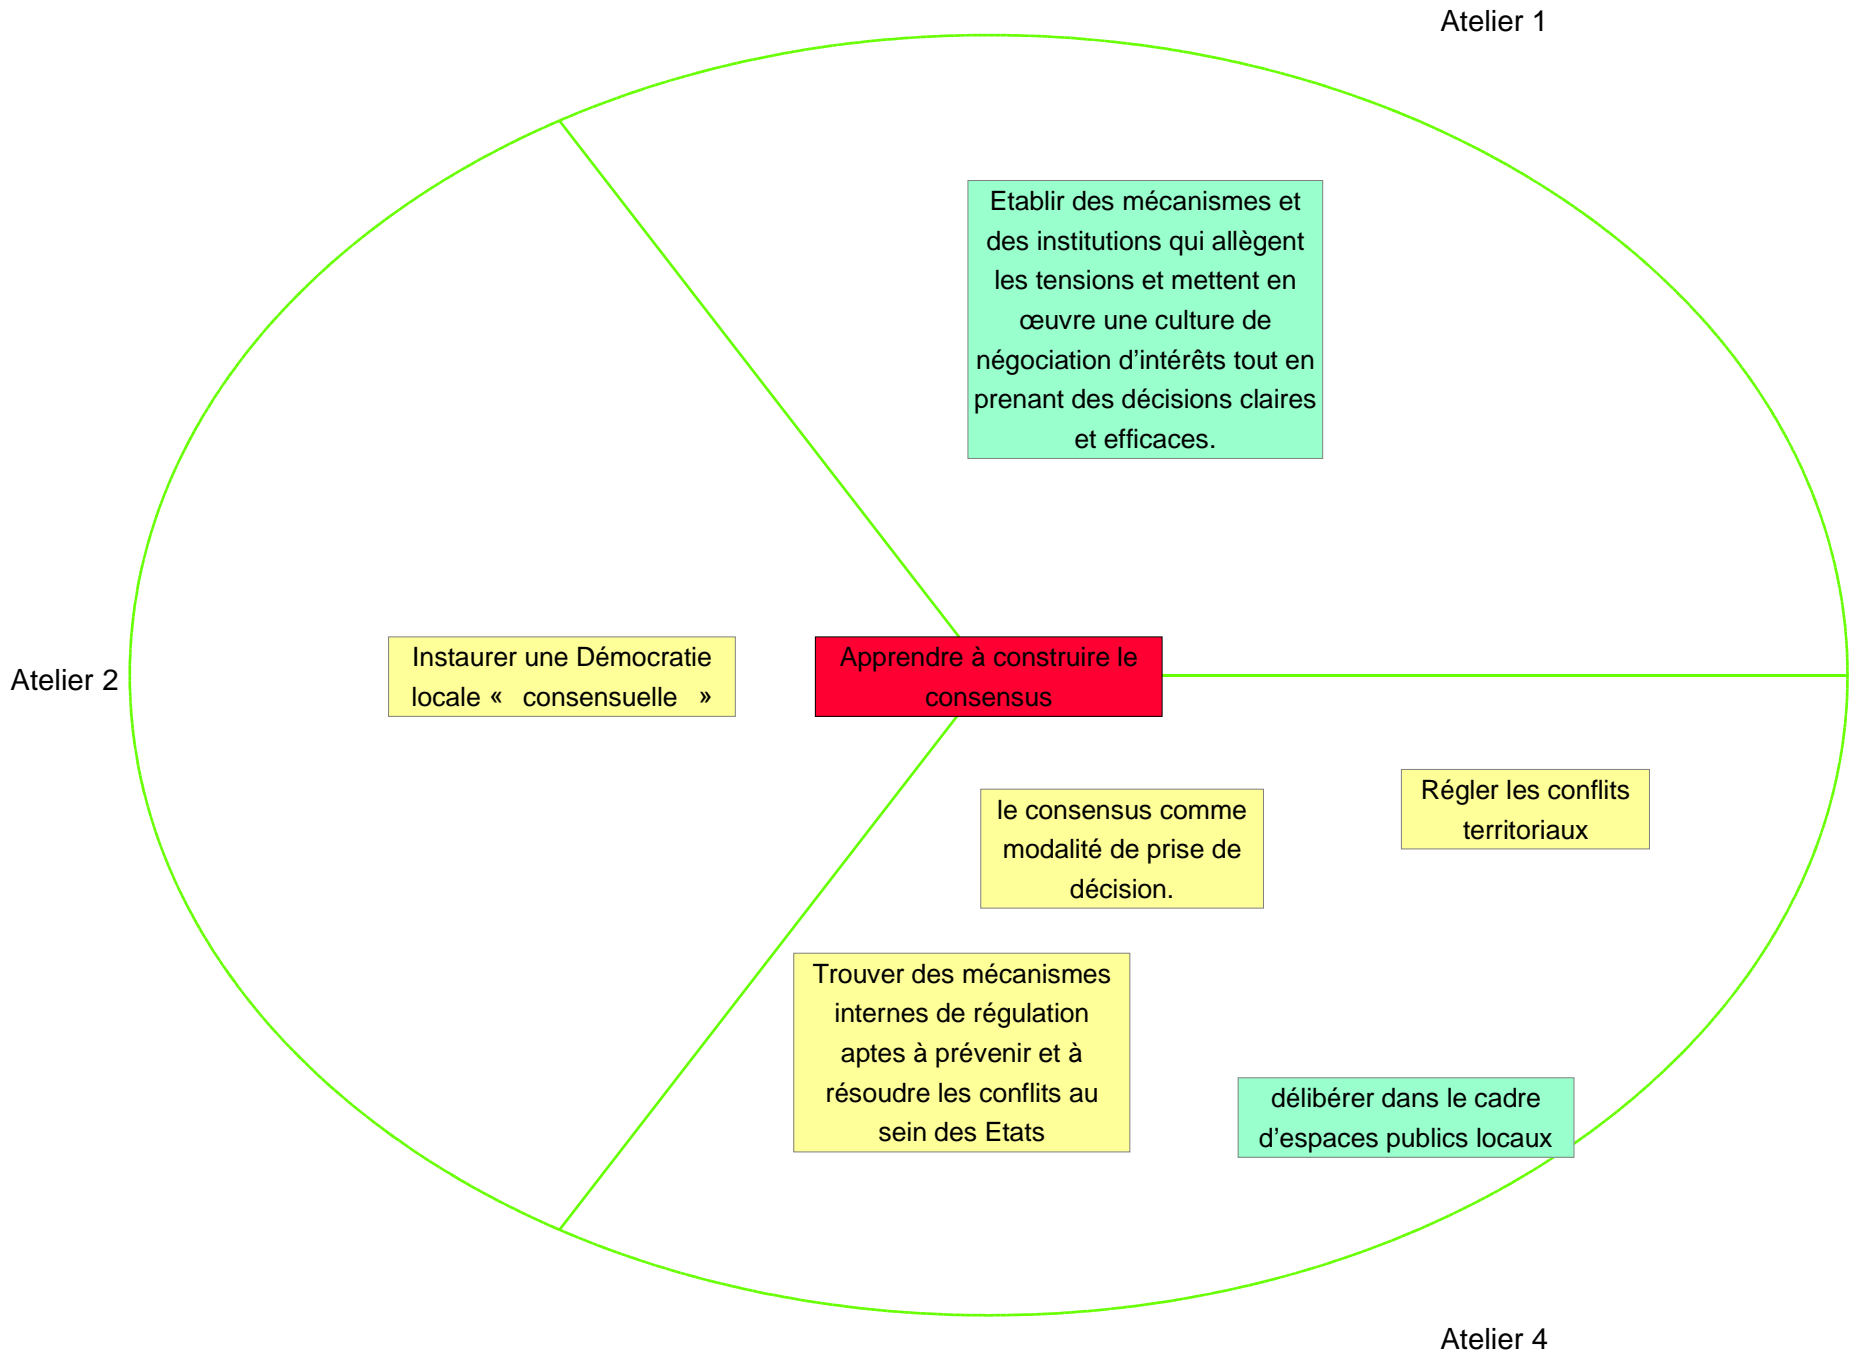 Atelier 1
Etablir des mécanismes et
des institutions qui allègent
les tensions et mettent en
œuvre une culture de
négociation d’intérêts tout en
prenant des décisions claires
et efficaces.
Atelier 2
Instaurer une Démocratie
locale « consensuelle »
Apprendre à construire le
consensus
le consensus comme
modalité de prise de
décision.
Régler les conflits
territoriaux
Trouver des mécanismes
internes de régulation
aptes à prévenir et à
résoudre les conflits au
sein des Etats
délibérer dans le cadre
d’espaces publics locaux
Atelier 4